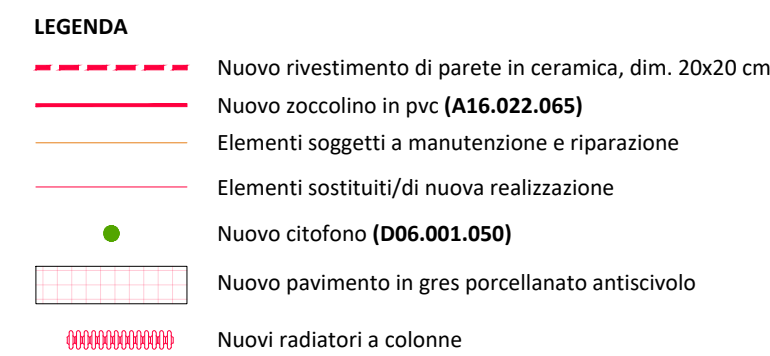 LEGENDA
Nuovo rivestimento di parete in ceramica, dim. 20x20 cm
Nuovo zoccolino in pvc (A16.022.065)
Elementi soggetti a manutenzione e riparazione
Elementi sostituiti/di nuova realizzazione
Nuovo citofono (D06.001.050)
Nuovo pavimento in gres porcellanato antiscivolo
Nuovi radiatori a colonne